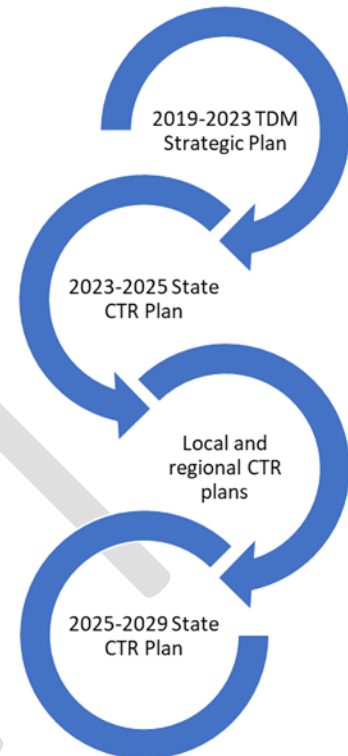 2019-2023 TDM
Strategic Plan
2023-2025 State
CTR Plan
Local and
regional CTR
plans
2025-2029 State
CTR Plan